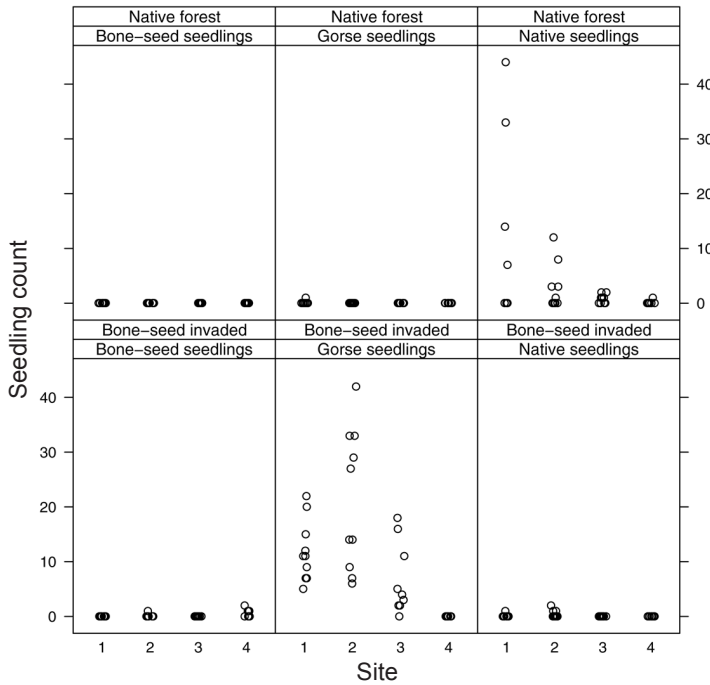 Native forest Native forest Native forest
Bone−seed seedlings Gorse seedlings Native seedlings
40
30
20
10
0
Bone−seed invaded Bone−seed invaded Bone−seed invaded
Bone−seed seedlings Gorse seedlings Native seedlings
Seedling count
40
30
20
10
0
1 2 3 4 1 2 3 4 1 2 3 4
Site